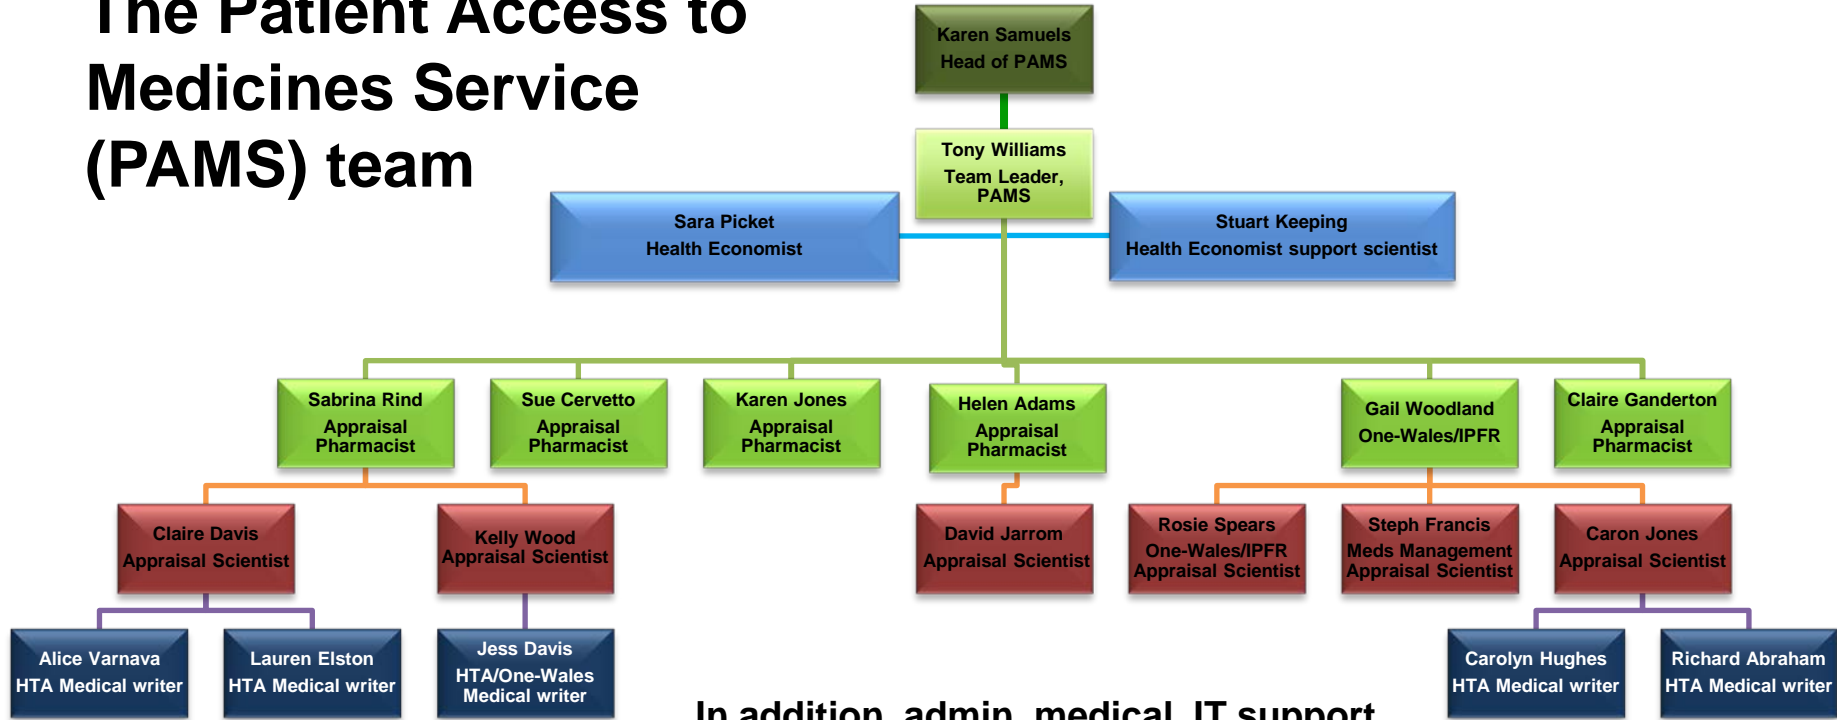 The Patient Access to
Medicines Service
(PAMS) team
Karen Samuels
Head of PAMS
Tony Williams
Team Leader,
PAMS
Sara Picket
Health Economist
Stuart Keeping
Health Economist support scientist
Sabrina Rind
Appraisal
Pharmacist
Sue Cervetto
Appraisal
Pharmacist
Karen Jones
Appraisal
Pharmacist
Helen Adams
Appraisal
Pharmacist
Gail Woodland
One-Wales/IPFR
Claire Ganderton
Appraisal
Pharmacist
Claire Davis
Appraisal Scientist
Kelly Wood
Appraisal Scientist
David Jarrom
Appraisal Scientist
Rosie Spears
One-Wales/IPFR
Appraisal Scientist
Steph Francis
Meds Management
Appraisal Scientist
Caron Jones
Appraisal Scientist
Alice Varnava
HTA Medical writer
Lauren Elston
HTA Medical writer
Jess Davis
HTA/One-Wales
Medical writer
Carolyn Hughes
HTA Medical writer
Richard Abraham
HTA Medical writer
In addition, admin, medical, IT support